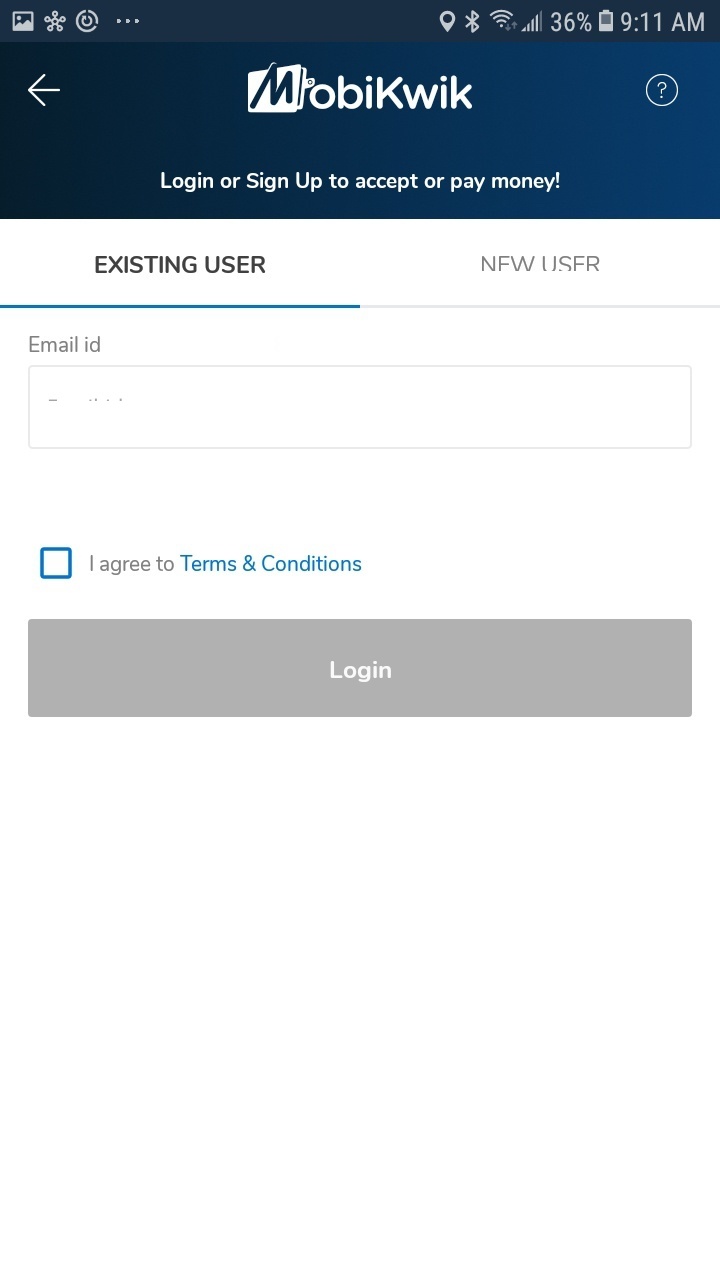 36% 9:11 AM
MobiKwik
?
Login or Sign Up to accept or pay money!
EXISTING USER
NEW USER
Email id
I agree to Terms & Conditions
Login